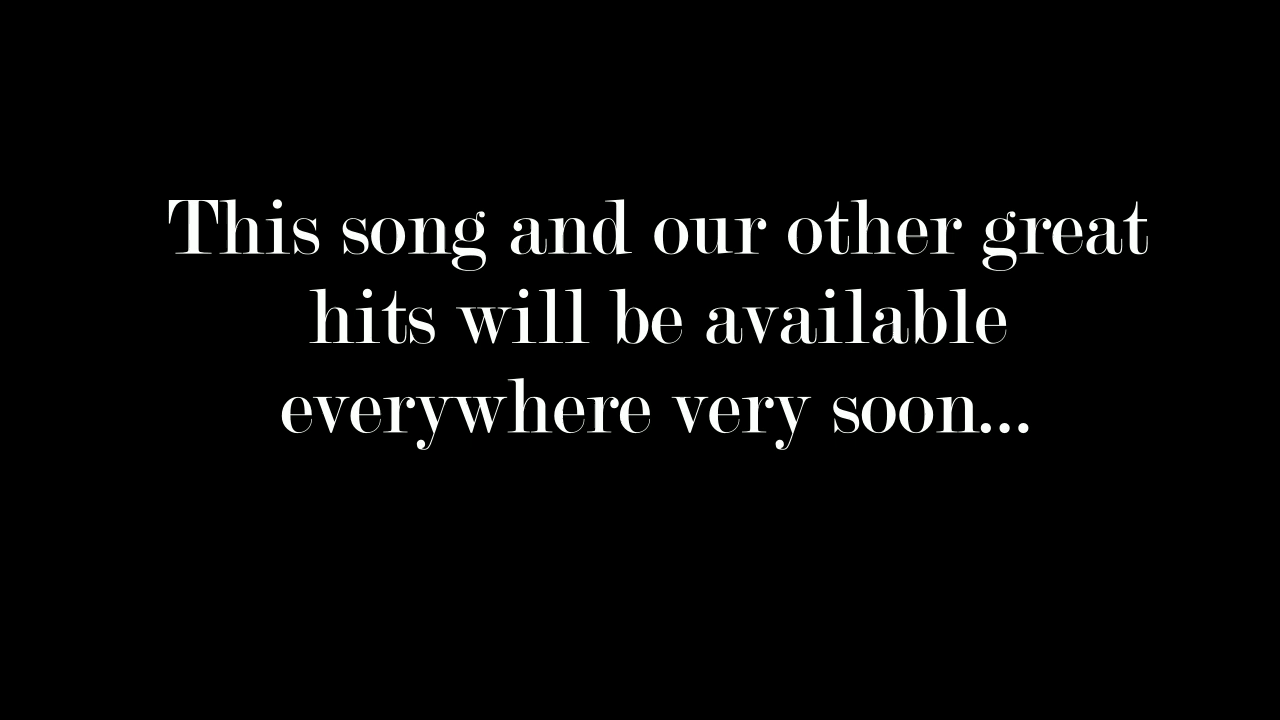 This song and our other great
hits will be available
everywhere very soon...